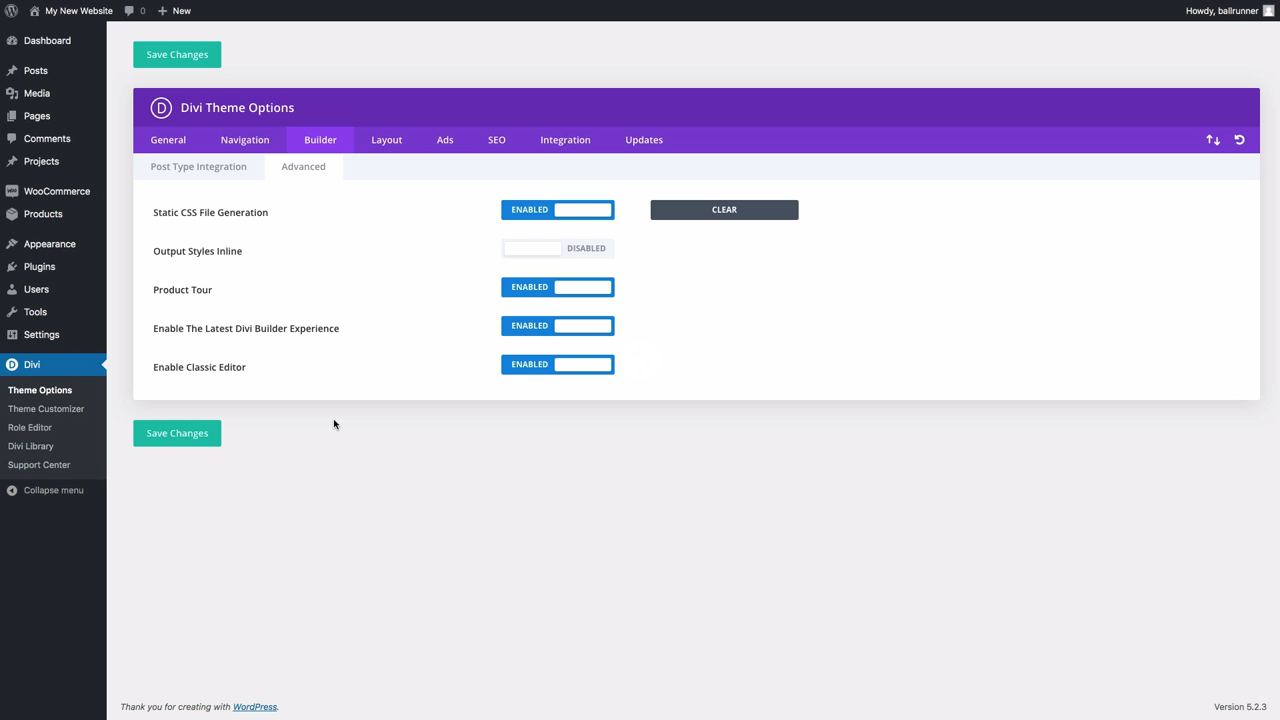 My New Website
0
New
Howdy, ballrunner
Dashboard
Posts
Media
Pages
Comments
Projects
WooCommerce
Products
Appearance
Plugins
Users
Tools
Settings
Divi
Theme Options
Theme Customizer
Role Editor
Divi Library
Support Center
Collapse menu
Save Changes
D Divi Theme Options
General Navigation Builder Layout Ads SEO Integration Updates
Post Type Integration Advanced
Static CSS File Generation ENABLED CLEAR
Output Styles Inline DISABLED
Product Tour ENABLED
Enable The Latest Divi Builder Experience ENABLED
Enable Classic Editor ENABLED
Save Changes
Thank you for creating with WordPress.
Version 5.2.3